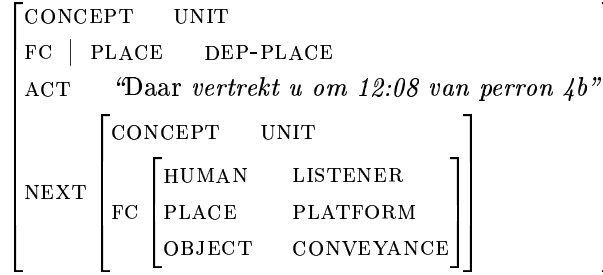 CONCEPT UNIT
FC | PLACE DEP-PLACE
ACT “Daar vertrekt u om 12:08 van perron 4b”
CONCEPT UNIT
HUMAN LISTENER
NEXT
FC PLACE PLATFORM
OBJECT CONVEYANCE